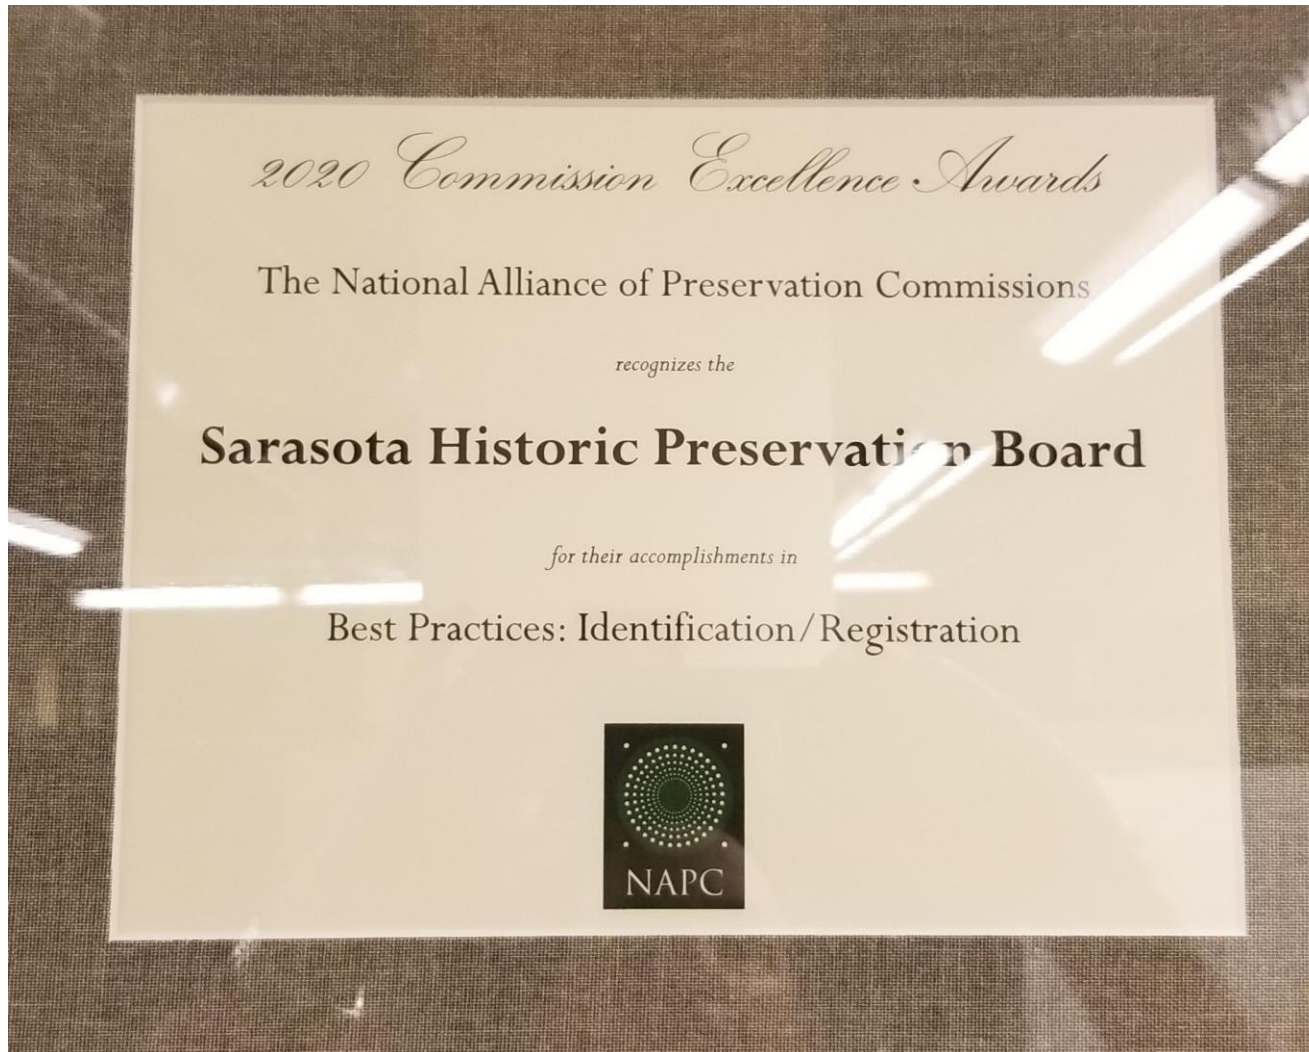 2020 Commission Excellence Awards
The National Alliance of Preservation Commissions
recognizes the
Sarasota Historic Preservation Board
for their accomplishments in
Best Practices: Identification/Registration
NAPC